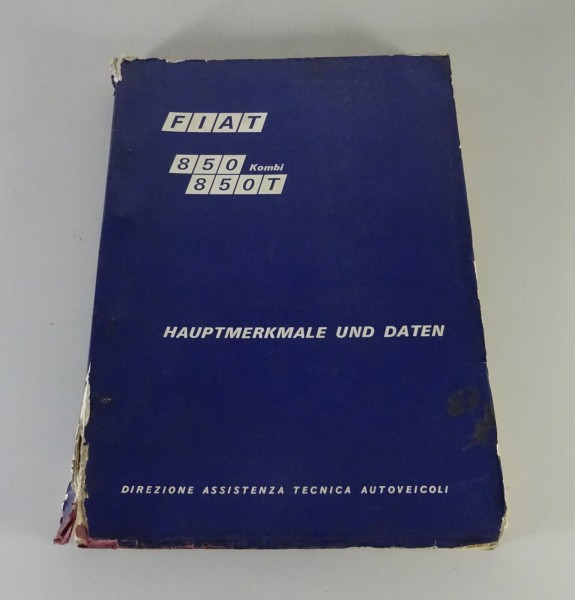 FIAT
850 Kombi
850T
HAUPTMERKMALE UND DATEN
DIREZIONE ASSISTENZA TECNICA AUTOVEICOLI